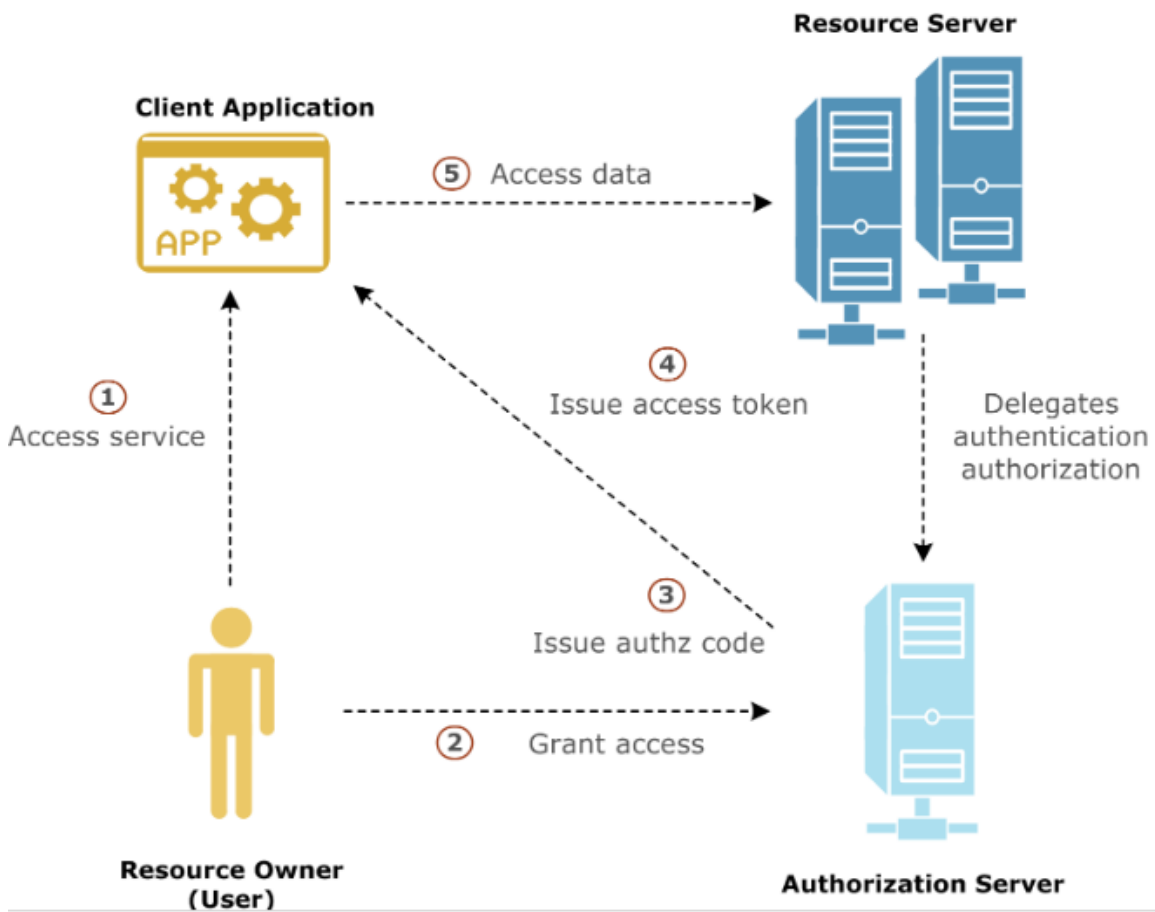 Resource Server
Client Application
APP
5 Access data
1
Access service
4
Issue access token
Delegates
authentication
authorization
3
Issue authz code
2 Grant access
Resource Owner
(User)
Authorization Server